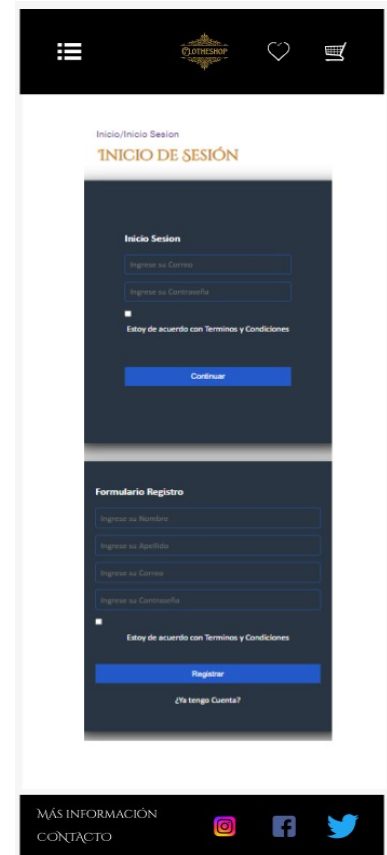 CLOTHESHOP
Inicio/Inicio Sesion
INICIO DE SESIÓN
Inicio Sesion
Ingrese su Correo
Ingrese su Contraseña
Estoy de acuerdo con Terminos y Condiciones
Continuar
Formulario Registro
Ingrese su Nombre
Ingrese su Apellido
Ingrese su Correo
Ingrese su Contraseña
Estoy de acuerdo con Terminos y Condiciones
Registrar
¿Ya tengo Cuenta?
MÁS INFORMACIÓN
CONTACTO